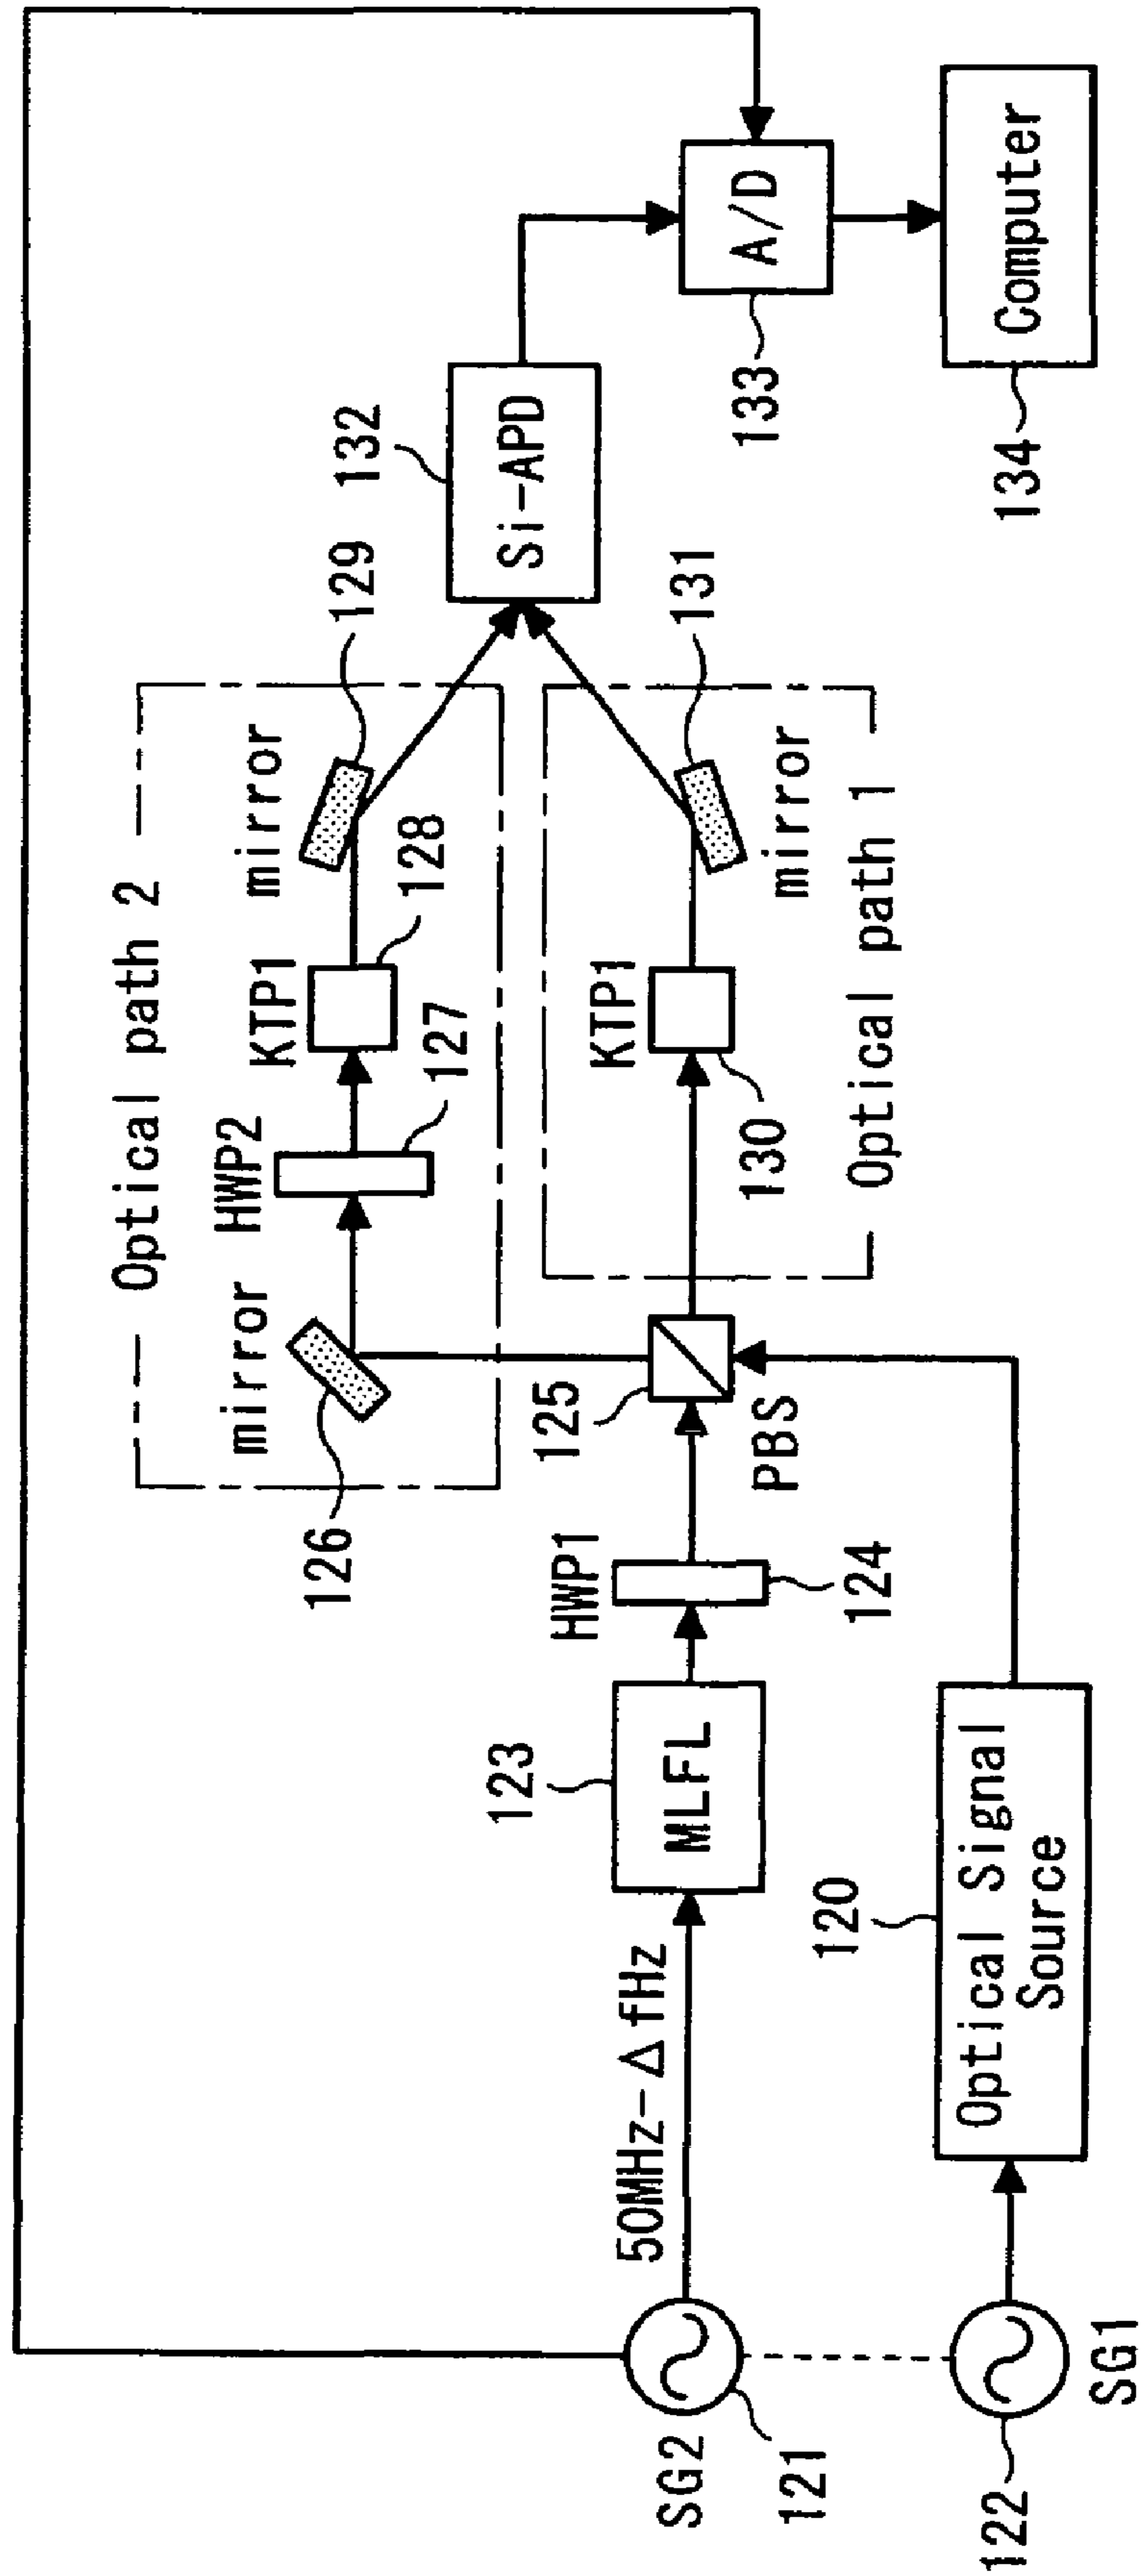 Optical path 2
mirror
126
HWP2
127
KTP1
128
mirror
129
132
Si-APD
A/D
133
Computer
134
SG2
121
50MHz-ΔfHz
123
MLFL
HWP1
124
125
PBS
KTP1
130
mirror
131
Optical path 1
SG1
122
120
Optical Signal
Source